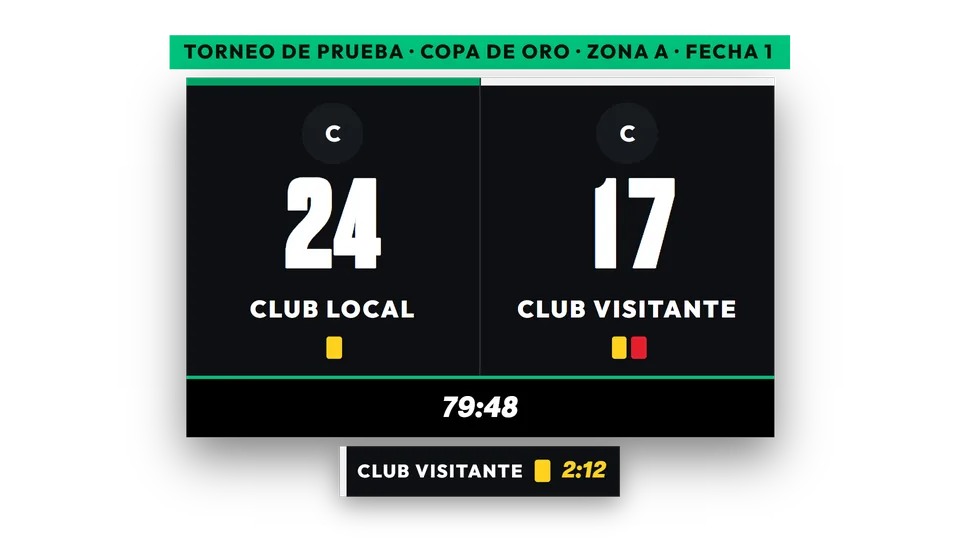 TORNEO DE PRUEBA · COPA DE ORO · ZONA A · FECHA 1
C
24
CLUB LOCAL
C
17
CLUB VISITANTE
79:48
CLUB VISITANTE 2:12